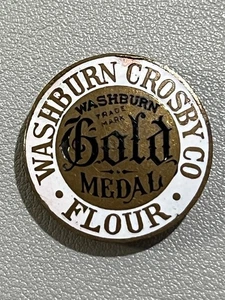 WASHBURN CROSBY CO
WASHBURN
TRADE
MARK
Gold
MEDAL
· FLOUR ·